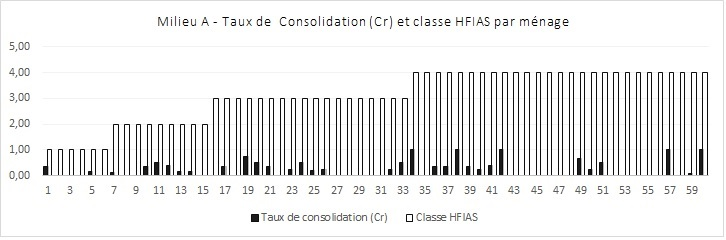 Milieu A - Taux de Consolidation (Cr) et classe HFIAS par ménage
5,00
4,00
3,00
2,00
1,00
0,00
1 3 5 7 9 11 13 15 17 19 21 23 25 27 29 31 33 35 37 39 41 43 45 47 49 51 53 55 57 59
Taux de consolidation (Cr) Classe HFIAS